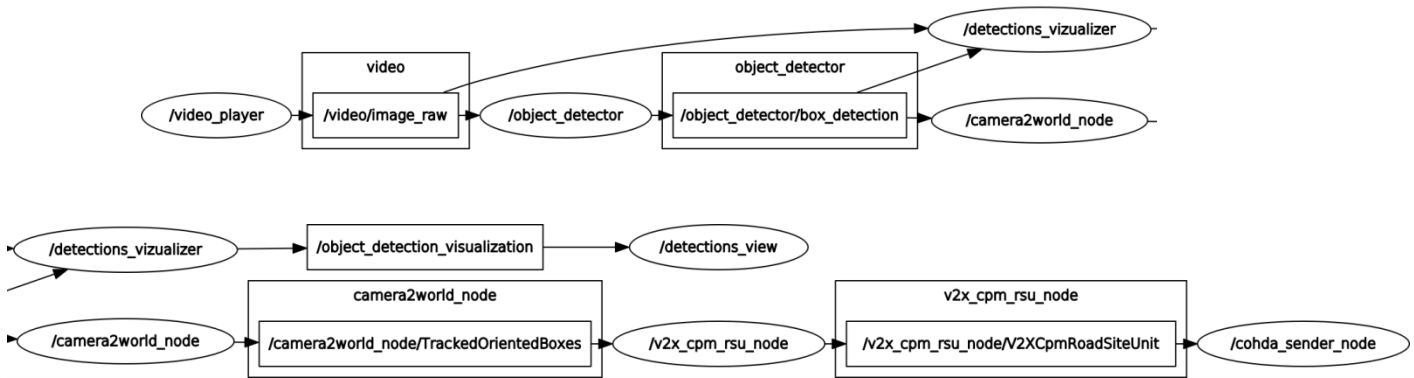 /detections_vizualizer
video
object_detector
/video_player
/video/image_raw
/object_detector
/object_detector/box_detection
/camera2world_node
/detections_vizualizer
/object_detection_visualization
/detections_view
camera2world_node
v2x_cpm_rsu_node
/camera2world_node
/camera2world_node/TrackedOrientedBoxes
/v2x_cpm_rsu_node
/v2x_cpm_rsu_node/V2XCpmRoadSiteUnit
/cohda_sender_node